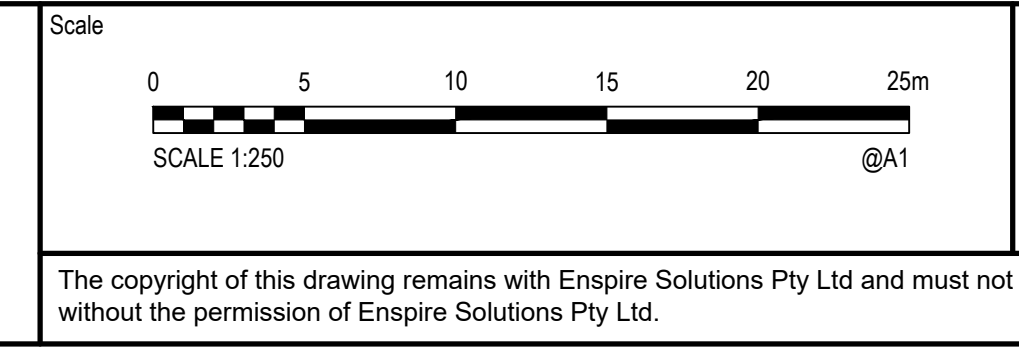 Scale
0 5 10 15 20 25m
SCALE 1:250 @A1
The copyright of this drawing remains with Enspire Solutions Pty Ltd and must not
without the permission of Enspire Solutions Pty Ltd.